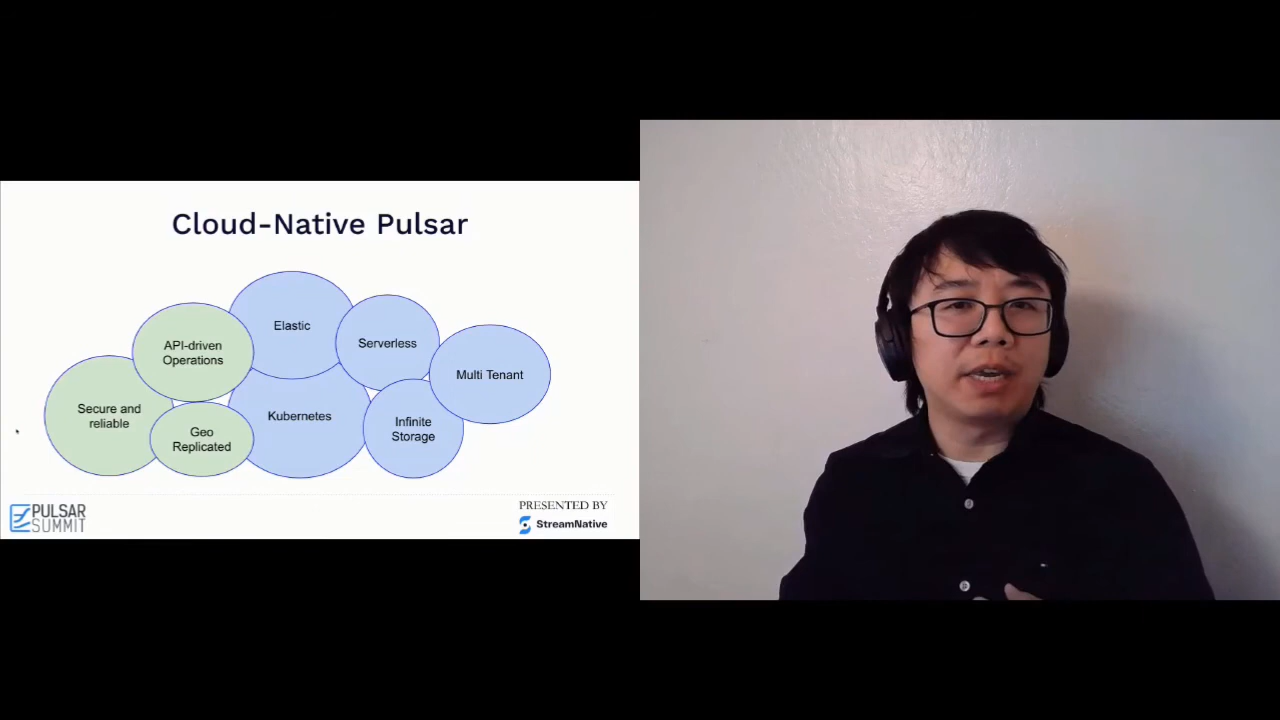 Cloud-Native Pulsar
Elastic
API-driven
Operations
Serverless
Multi Tenant
Secure and
reliable
Kubernetes
Geo
Replicated
Infinite
Storage
PULSAR
SUMMIT
PRESENTED BY
StreamNative